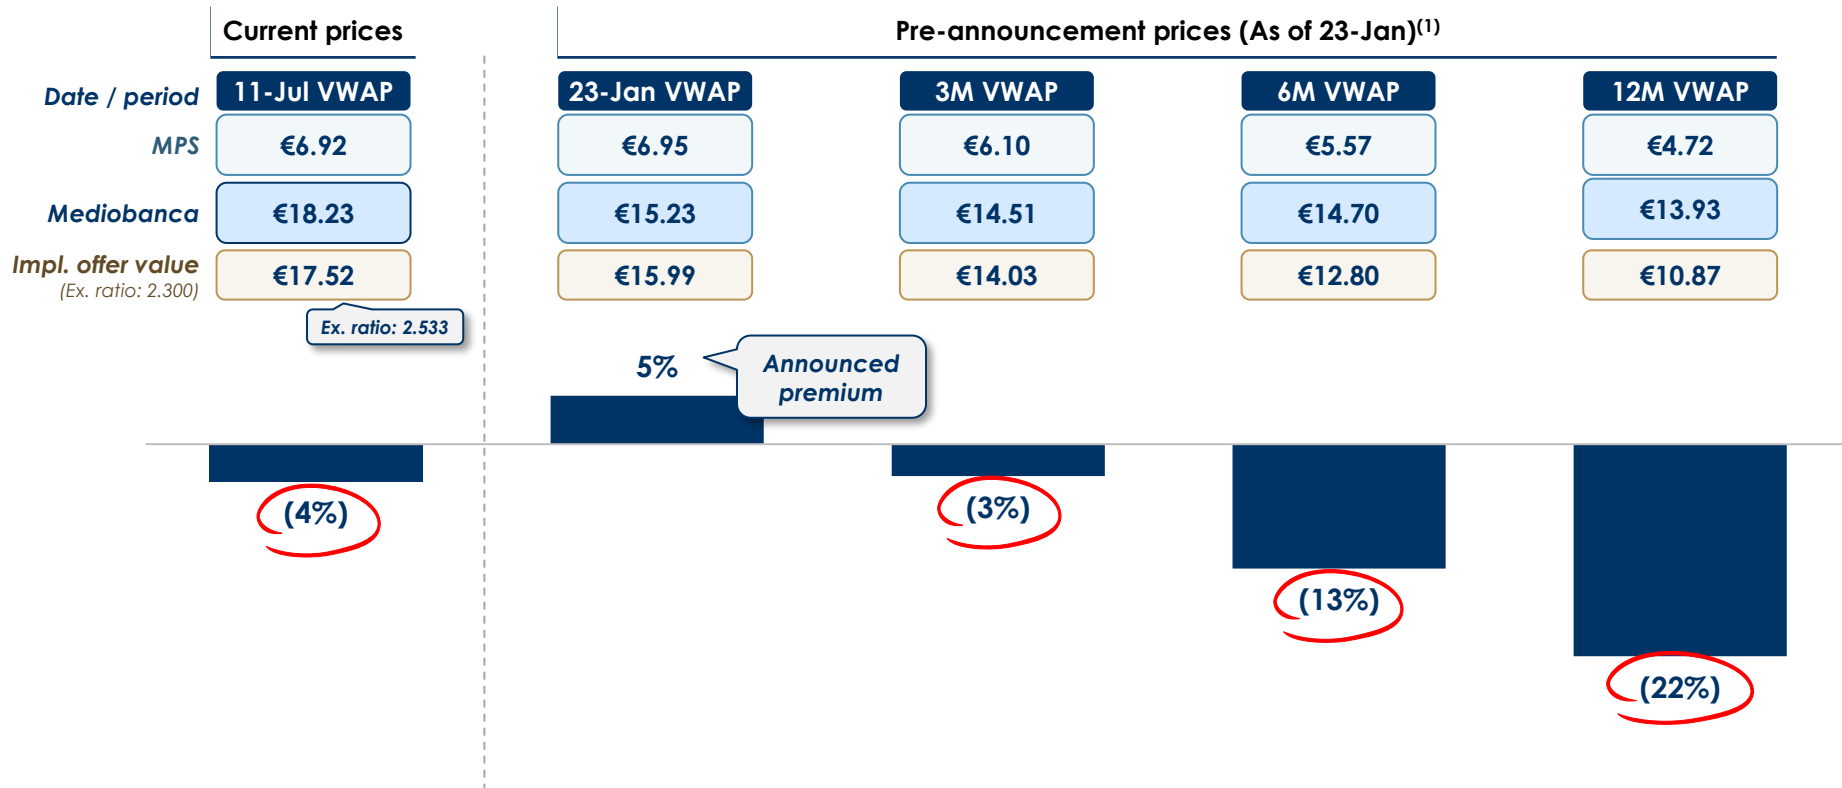 Current prices
Pre-announcement prices (As of 23-Jan)(1)
Date / period
11-Jul VWAP
23-Jan VWAP
3M VWAP
6M VWAP
12M VWAP
MPS
€6.92
€6.95
€6.10
€5.57
€4.72
Mediobanca
€18.23
€15.23
€14.51
€14.70
€13.93
Impl. offer value
(Ex. ratio: 2.300)
€17.52
€15.99
€14.03
€12.80
€10.87
Ex. ratio: 2.533
5%
Announced
premium
(4%)
(3%)
(13%)
(22%)